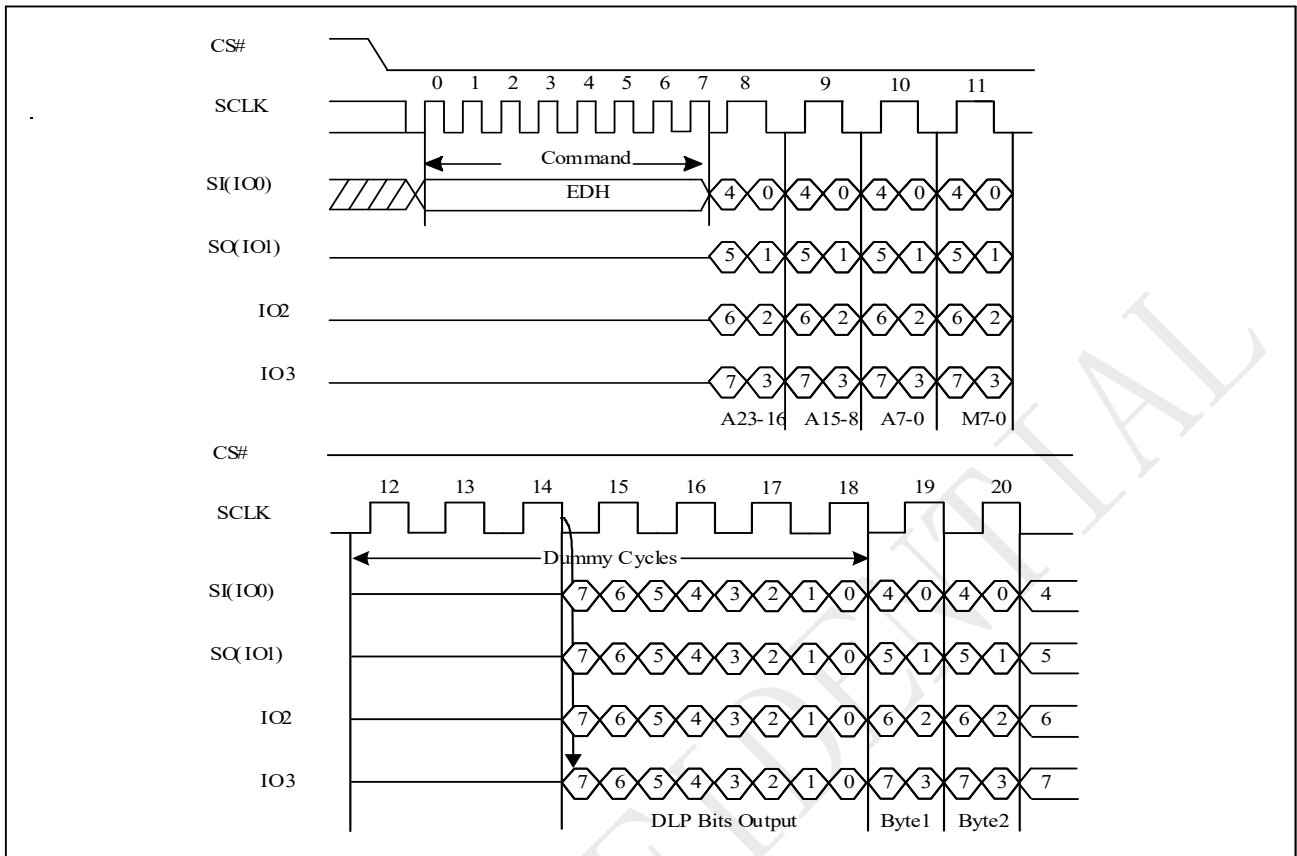 CS#
0 1 2 3 4 5 6 7 8 9 10 11
SCLK
Command
SI(IO0)
EDH
4 0 4 0 4 0 4 0
SO(IO1)
5 1 5 1 5 1 5 1
IO2
6 2 6 2 6 2 6 2
IO3
7 3 7 3 7 3 7 3
A23-16 A15-8 A7-0 M7-0
CS#
12 13 14 15 16 17 18 19 20
SCLK
Dummy Cycles
SI(IO0)
7 6 5 4 3 2 1 0 4 0 4 0 4
SO(IO1)
7 6 5 4 3 2 1 0 5 1 5 1 5
IO2
7 6 5 4 3 2 1 0 6 2 6 2 6
IO3
7 6 5 4 3 2 1 0 7 3 7 3 7
DLP Bits Output Byte1 Byte2